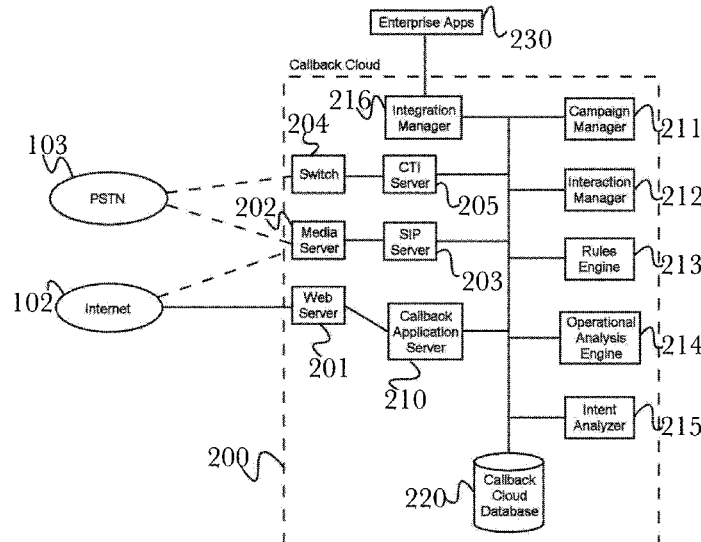 Enterprise Apps
230
Callback Cloud
216
Integration
Manager
Campaign
Manager
211
204
103
PSTN
Switch
CTI
Server
205
Interaction
Manager
212
202
Media
Server
SIP
Server
203
Rules
Engine
213
102
Internet
Web
Server
201
Callback
Application
Server
210
Operational
Analysis
Engine
214
Intent
Analyzer
215
200
220
Callback
Cloud
Database